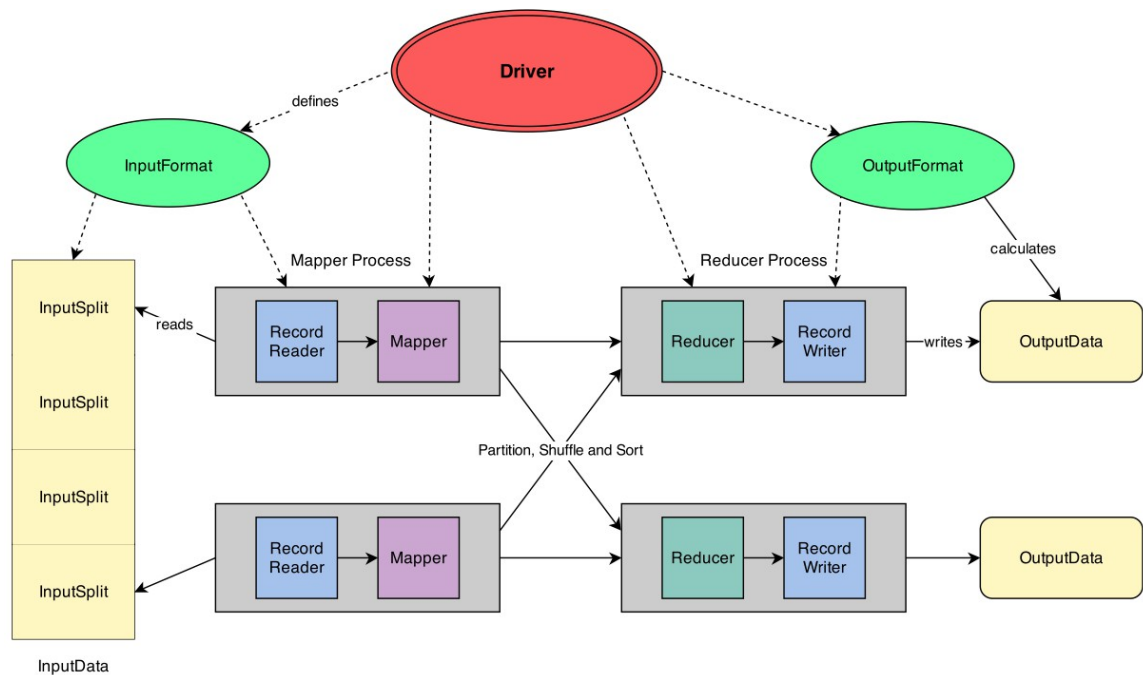 Driver
defines
InputFormat
OutputFormat
calculates
Mapper Process
Reducer Process
InputSplit
reads
Record
Reader
Mapper
Reducer
Record
Writer
writes
OutputData
InputSplit
Partition, Shuffle and Sort
InputSplit
InputSplit
Record
Reader
Mapper
Reducer
Record
Writer
OutputData
InputData